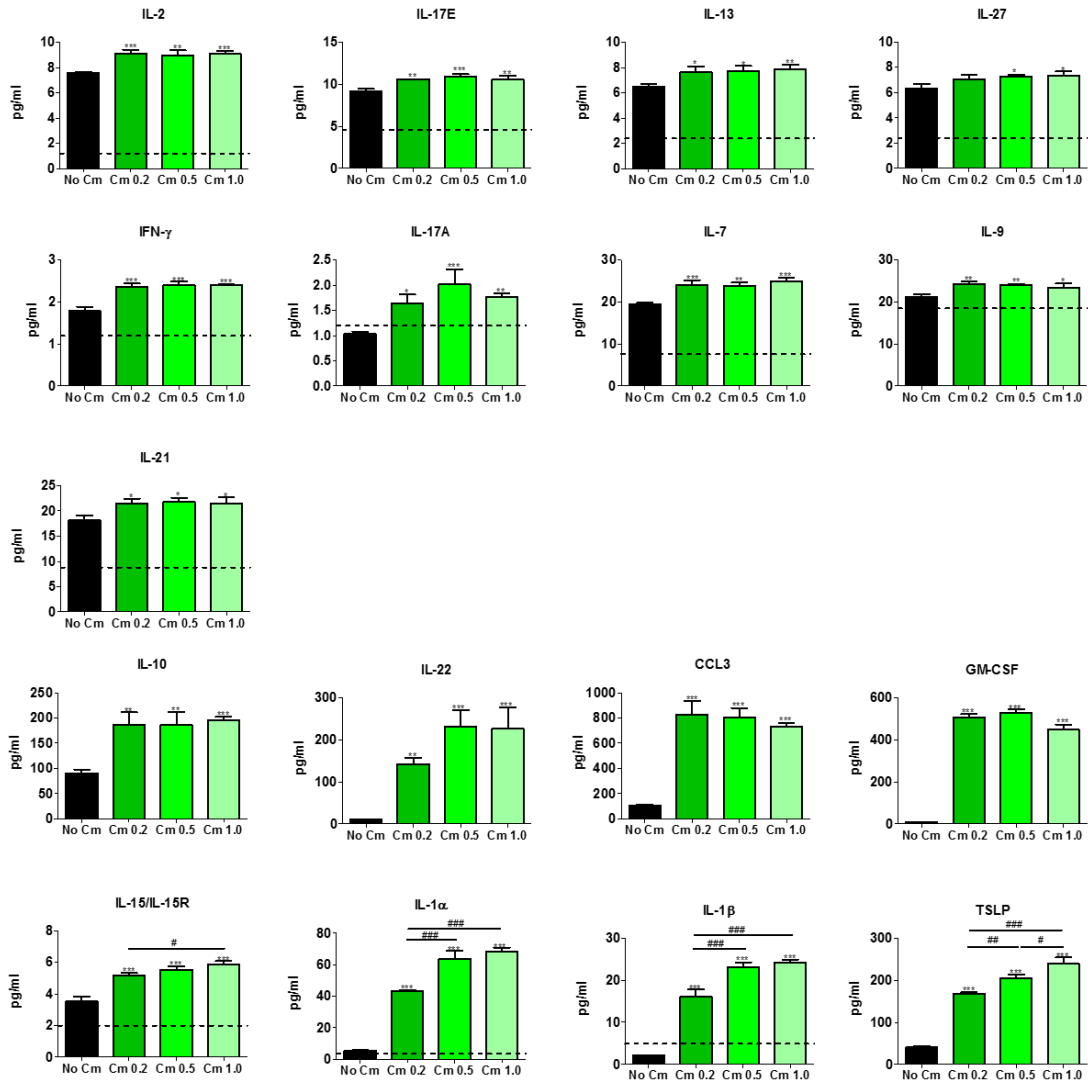 IL-2
pg/ml
10
8
6
4
2
0
*** ** ***
No Cm Cm 0.2 Cm 0.5 Cm 1.0
IL-17E
pg/ml
15
10
5
0
** *** **
No Cm Cm 0.2 Cm 0.5 Cm 1.0
IL-13
pg/ml
10
8
6
4
2
0
* * **
No Cm Cm 0.2 Cm 0.5 Cm 1.0
IL-27
pg/ml
10
8
6
4
2
0
* *
No Cm Cm 0.2 Cm 0.5 Cm 1.0
IFN-γ
pg/ml
3
2
1
0
*** *** ***
No Cm Cm 0.2 Cm 0.5 Cm 1.0
IL-17A
pg/ml
2.5
2.0
1.5
1.0
0.5
0.0
* *** **
No Cm Cm 0.2 Cm 0.5 Cm 1.0
IL-7
pg/ml
30
20
10
0
*** ** ***
No Cm Cm 0.2 Cm 0.5 Cm 1.0
IL-9
pg/ml
30
20
10
0
** ** *
No Cm Cm 0.2 Cm 0.5 Cm 1.0
IL-21
pg/ml
25
20
15
10
5
0
* * *
No Cm Cm 0.2 Cm 0.5 Cm 1.0
IL-10
pg/ml
250
200
150
100
50
0
** ** ***
No Cm Cm 0.2 Cm 0.5 Cm 1.0
IL-22
pg/ml
300
200
100
0
** *** ***
No Cm Cm 0.2 Cm 0.5 Cm 1.0
CCL3
pg/ml
1000
800
600
400
200
0
*** *** ***
No Cm Cm 0.2 Cm 0.5 Cm 1.0
GM-CSF
pg/ml
600
400
200
0
*** *** ***
No Cm Cm 0.2 Cm 0.5 Cm 1.0
IL-15/IL-15R
pg/ml
8
6
4
2
0
#
*** *** ***
No Cm Cm 0.2 Cm 0.5 Cm 1.0
IL-1α
pg/ml
80
60
40
20
0
###
###
*** *** ***
No Cm Cm 0.2 Cm 0.5 Cm 1.0
IL-1β
pg/ml
30
20
10
0
###
###
*** *** ***
No Cm Cm 0.2 Cm 0.5 Cm 1.0
TSLP
pg/ml
300
200
100
0
###
## #
*** *** ***
No Cm Cm 0.2 Cm 0.5 Cm 1.0